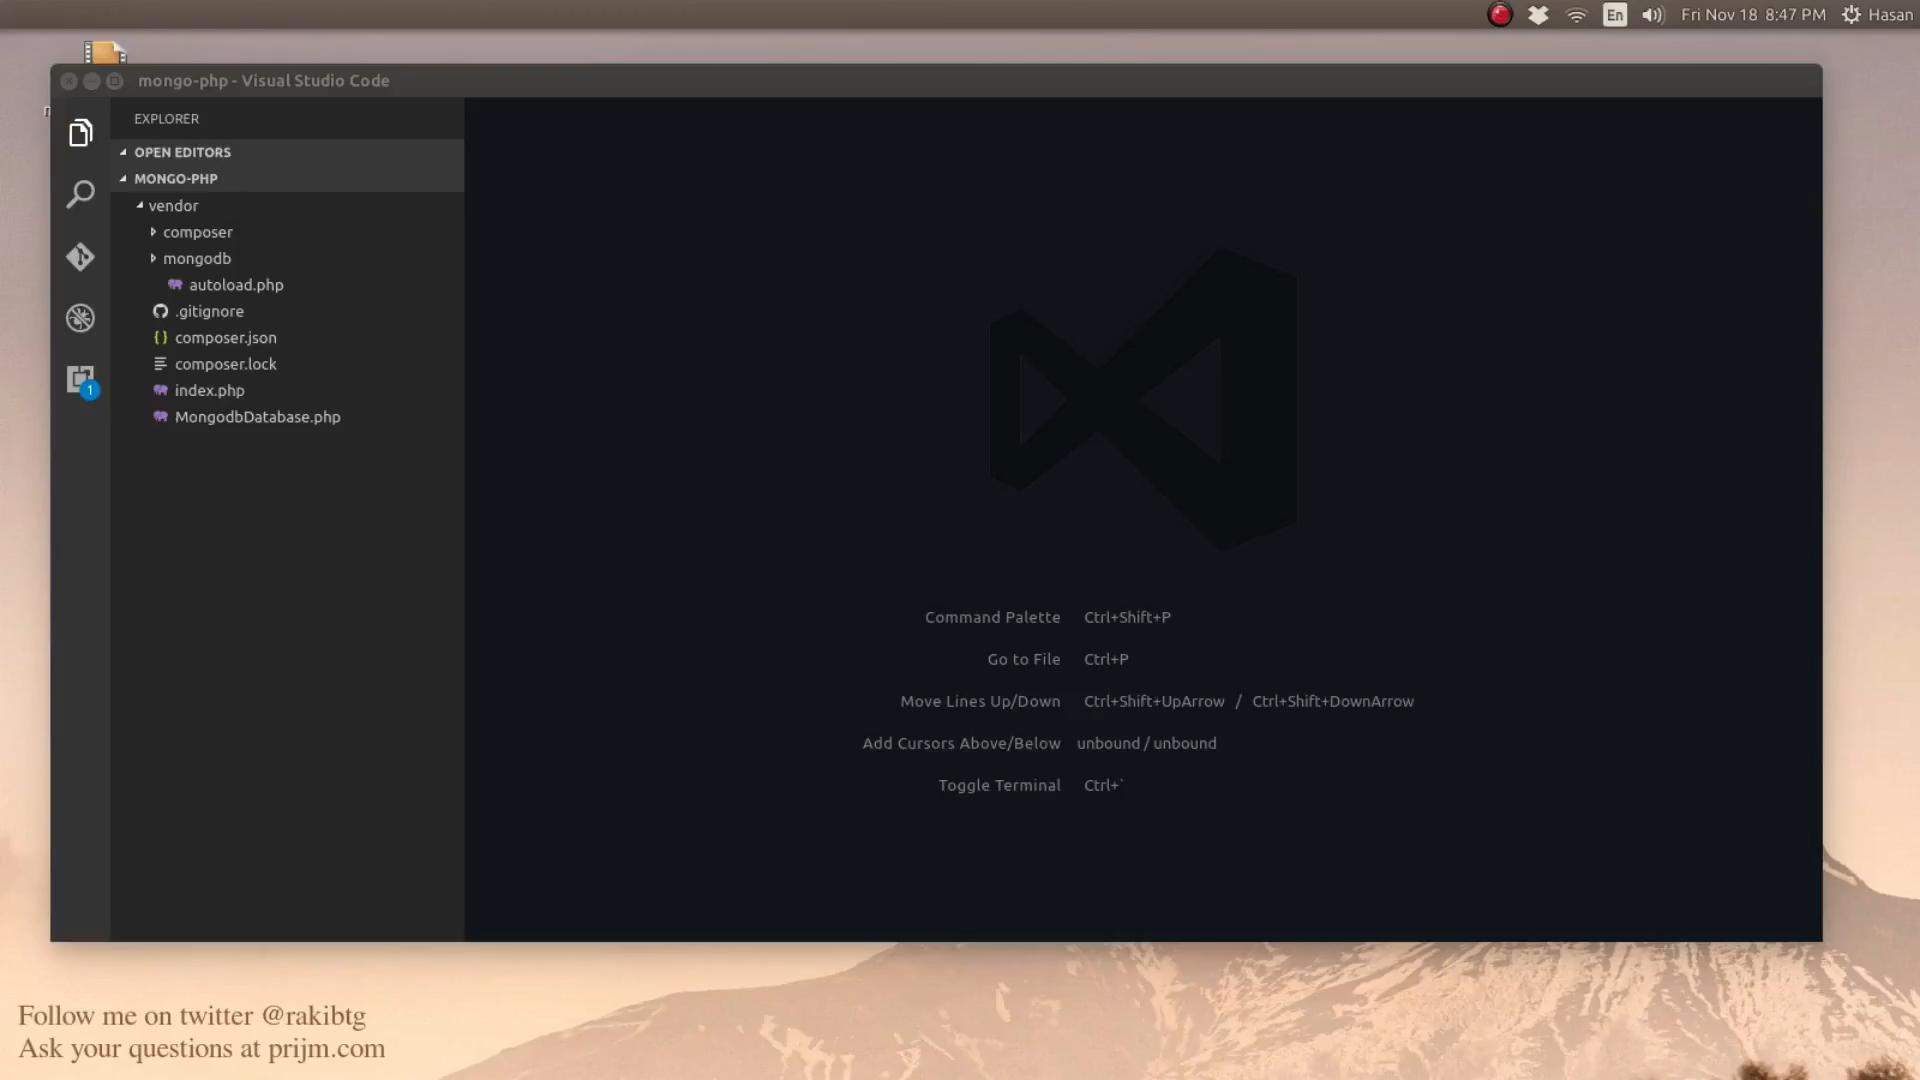 En
Fri Nov 18 8:47 PM
Hasan
mongo-php - Visual Studio Code
EXPLORER
OPEN EDITORS
MONGO-PHP
vendor
composer
mongodb
autoload.php
.gitignore
{} composer.json
composer.lock
1
index.php
MongodbDatabase.php
Command Palette Ctrl+Shift+P
Go to File Ctrl+P
Move Lines Up/Down Ctrl+Shift+UpArrow / Ctrl+Shift+DownArrow
Add Cursors Above/Below unbound / unbound
Toggle Terminal Ctrl+`
Follow me on twitter @rakibtg
Ask your questions at prijm.com